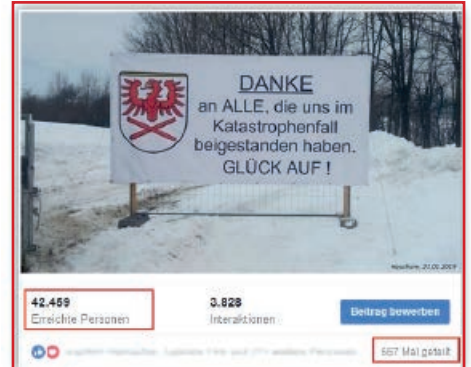 DANKE
an ALLE, die uns im
Katastrophenfall
beigestanden haben.
GLÜCK AUF !
42.459
Erreichte Personen
3.828
Interaktionen
Beitrag bewerben
567 Mal geteilt